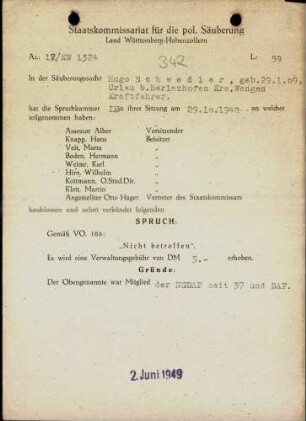 Staatskommissariat für die pol. Säuberung
Land Württemberg-Hohenzollern
Az.: 12/KW 1324
342
L: 59
In der Säuberungssache Hugo Schwedler, geb.29.1.09,
Urlau b.Herlazhofen Krs.Wangen
Kraftfahrer.
hat die Spruchkammer in ihrer Sitzung am 29.10.1948. an welcher
teilgenommen haben:
Assessor Alber Vorsitzender
Knapp, Hans Beisitzer
Veit, Marta "
Boden, Hermann "
Weiner, Karl "
Hirn, Wilhelm "
Kottmann, O.Stud.Dir. "
Klett, Martin "
Angestellter Otto Hager Vertreter des Staatskommissars
beschlossen und sofort verkündet folgenden
SPRUCH:
Gemäß VO. 165:
„Nicht betroffen".
Es wird eine Verwaltungsgebühr von DM 5.- erhoben.
Gründe:
Der Obengenannte war Mitglied der NSDAP seit 37 und DAF.
2. Juni 1949